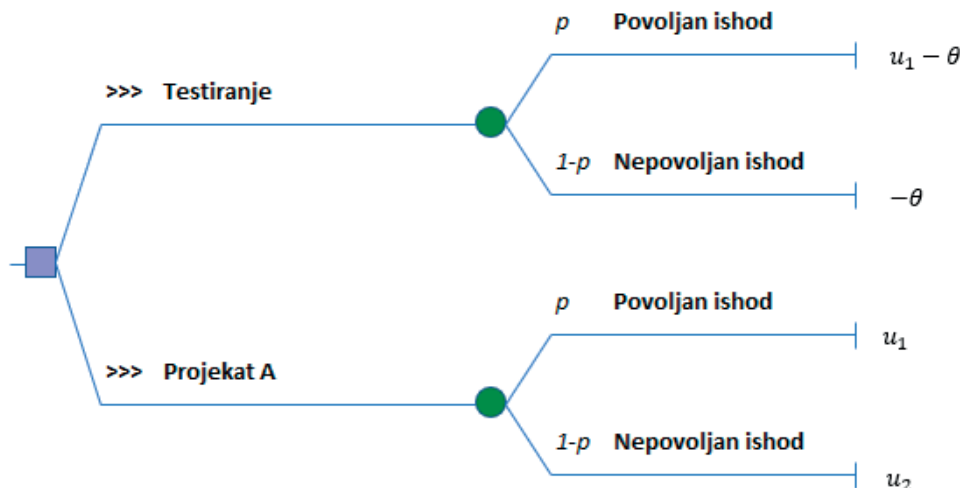 p Povoljan ishod
u₁ − θ
>>> Testiranje
1-p Nepovoljan ishod
−θ
p Povoljan ishod
u₁
>>> Projekat A
1-p Nepovoljan ishod
u₂